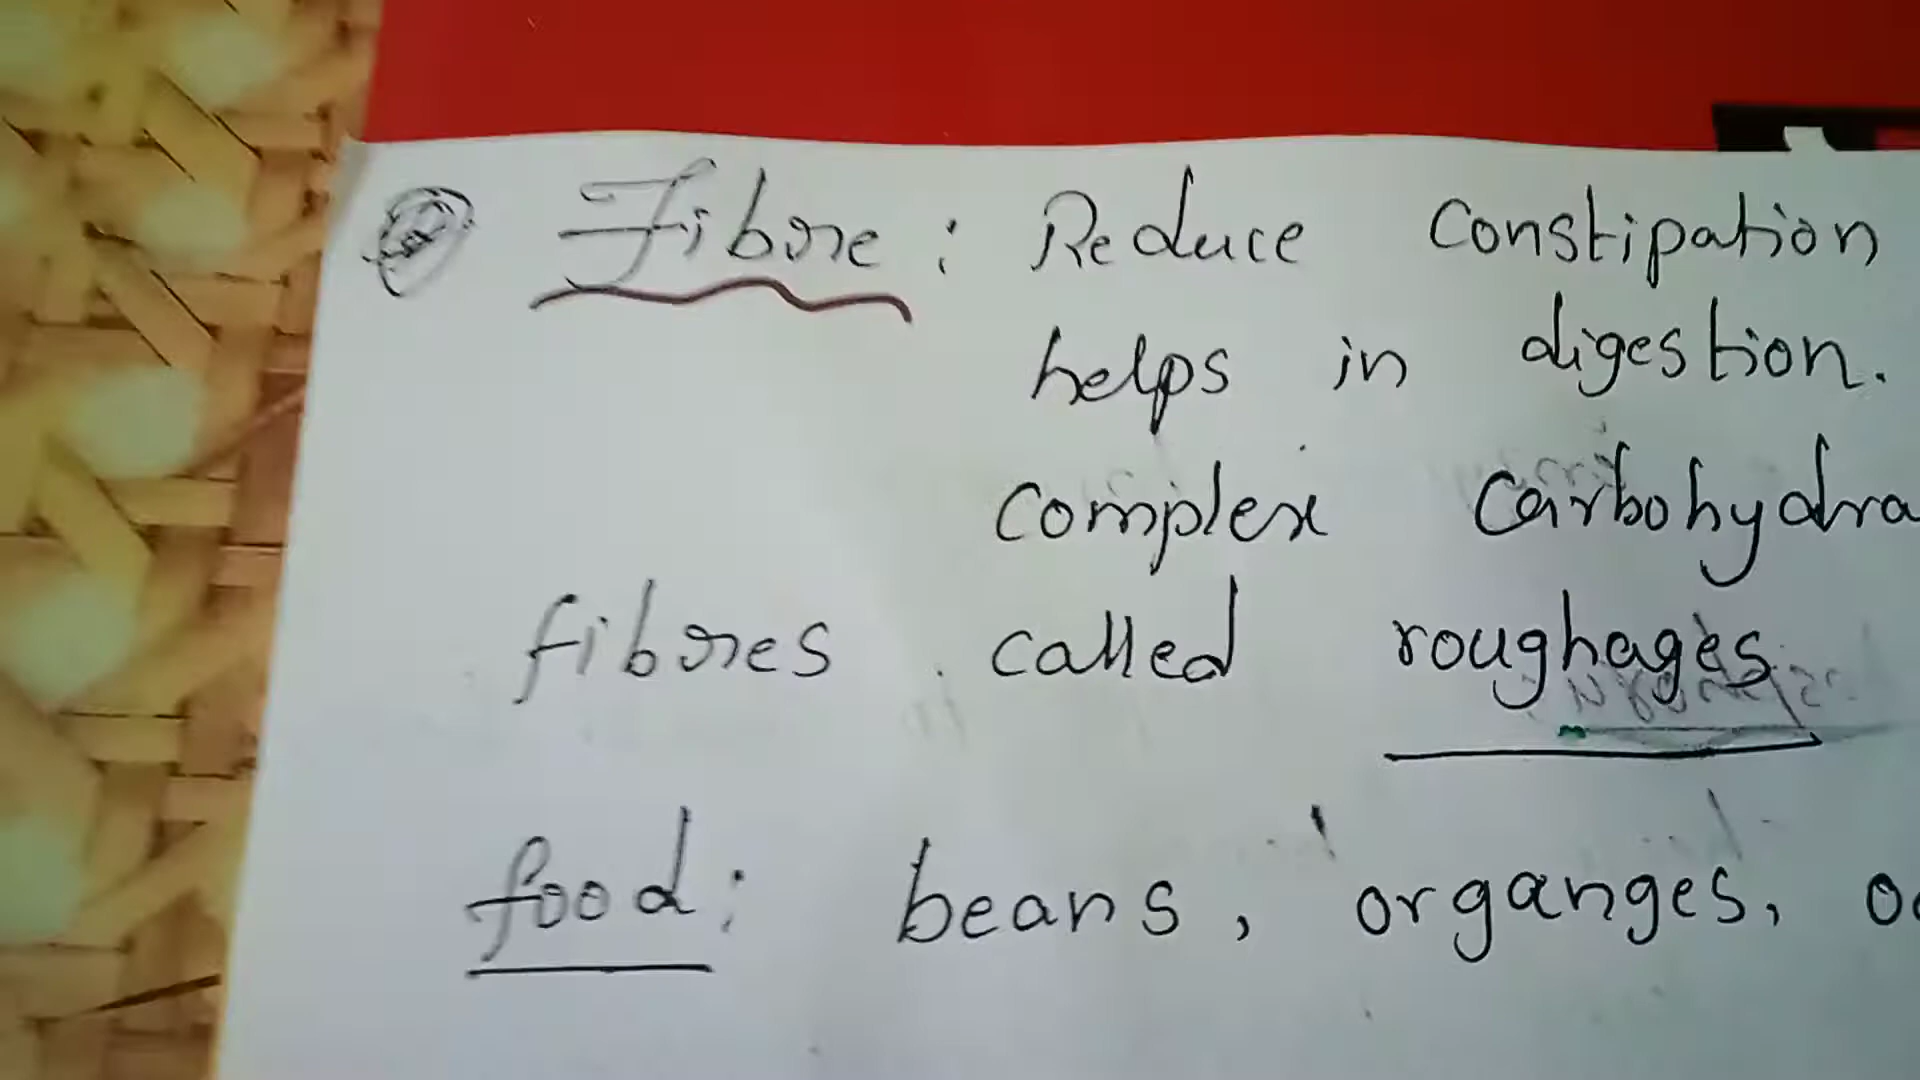 Fibre : Reduce constipation
helps in digestion.
complex carbohydra
fibres called roughages
food : beans, organges,